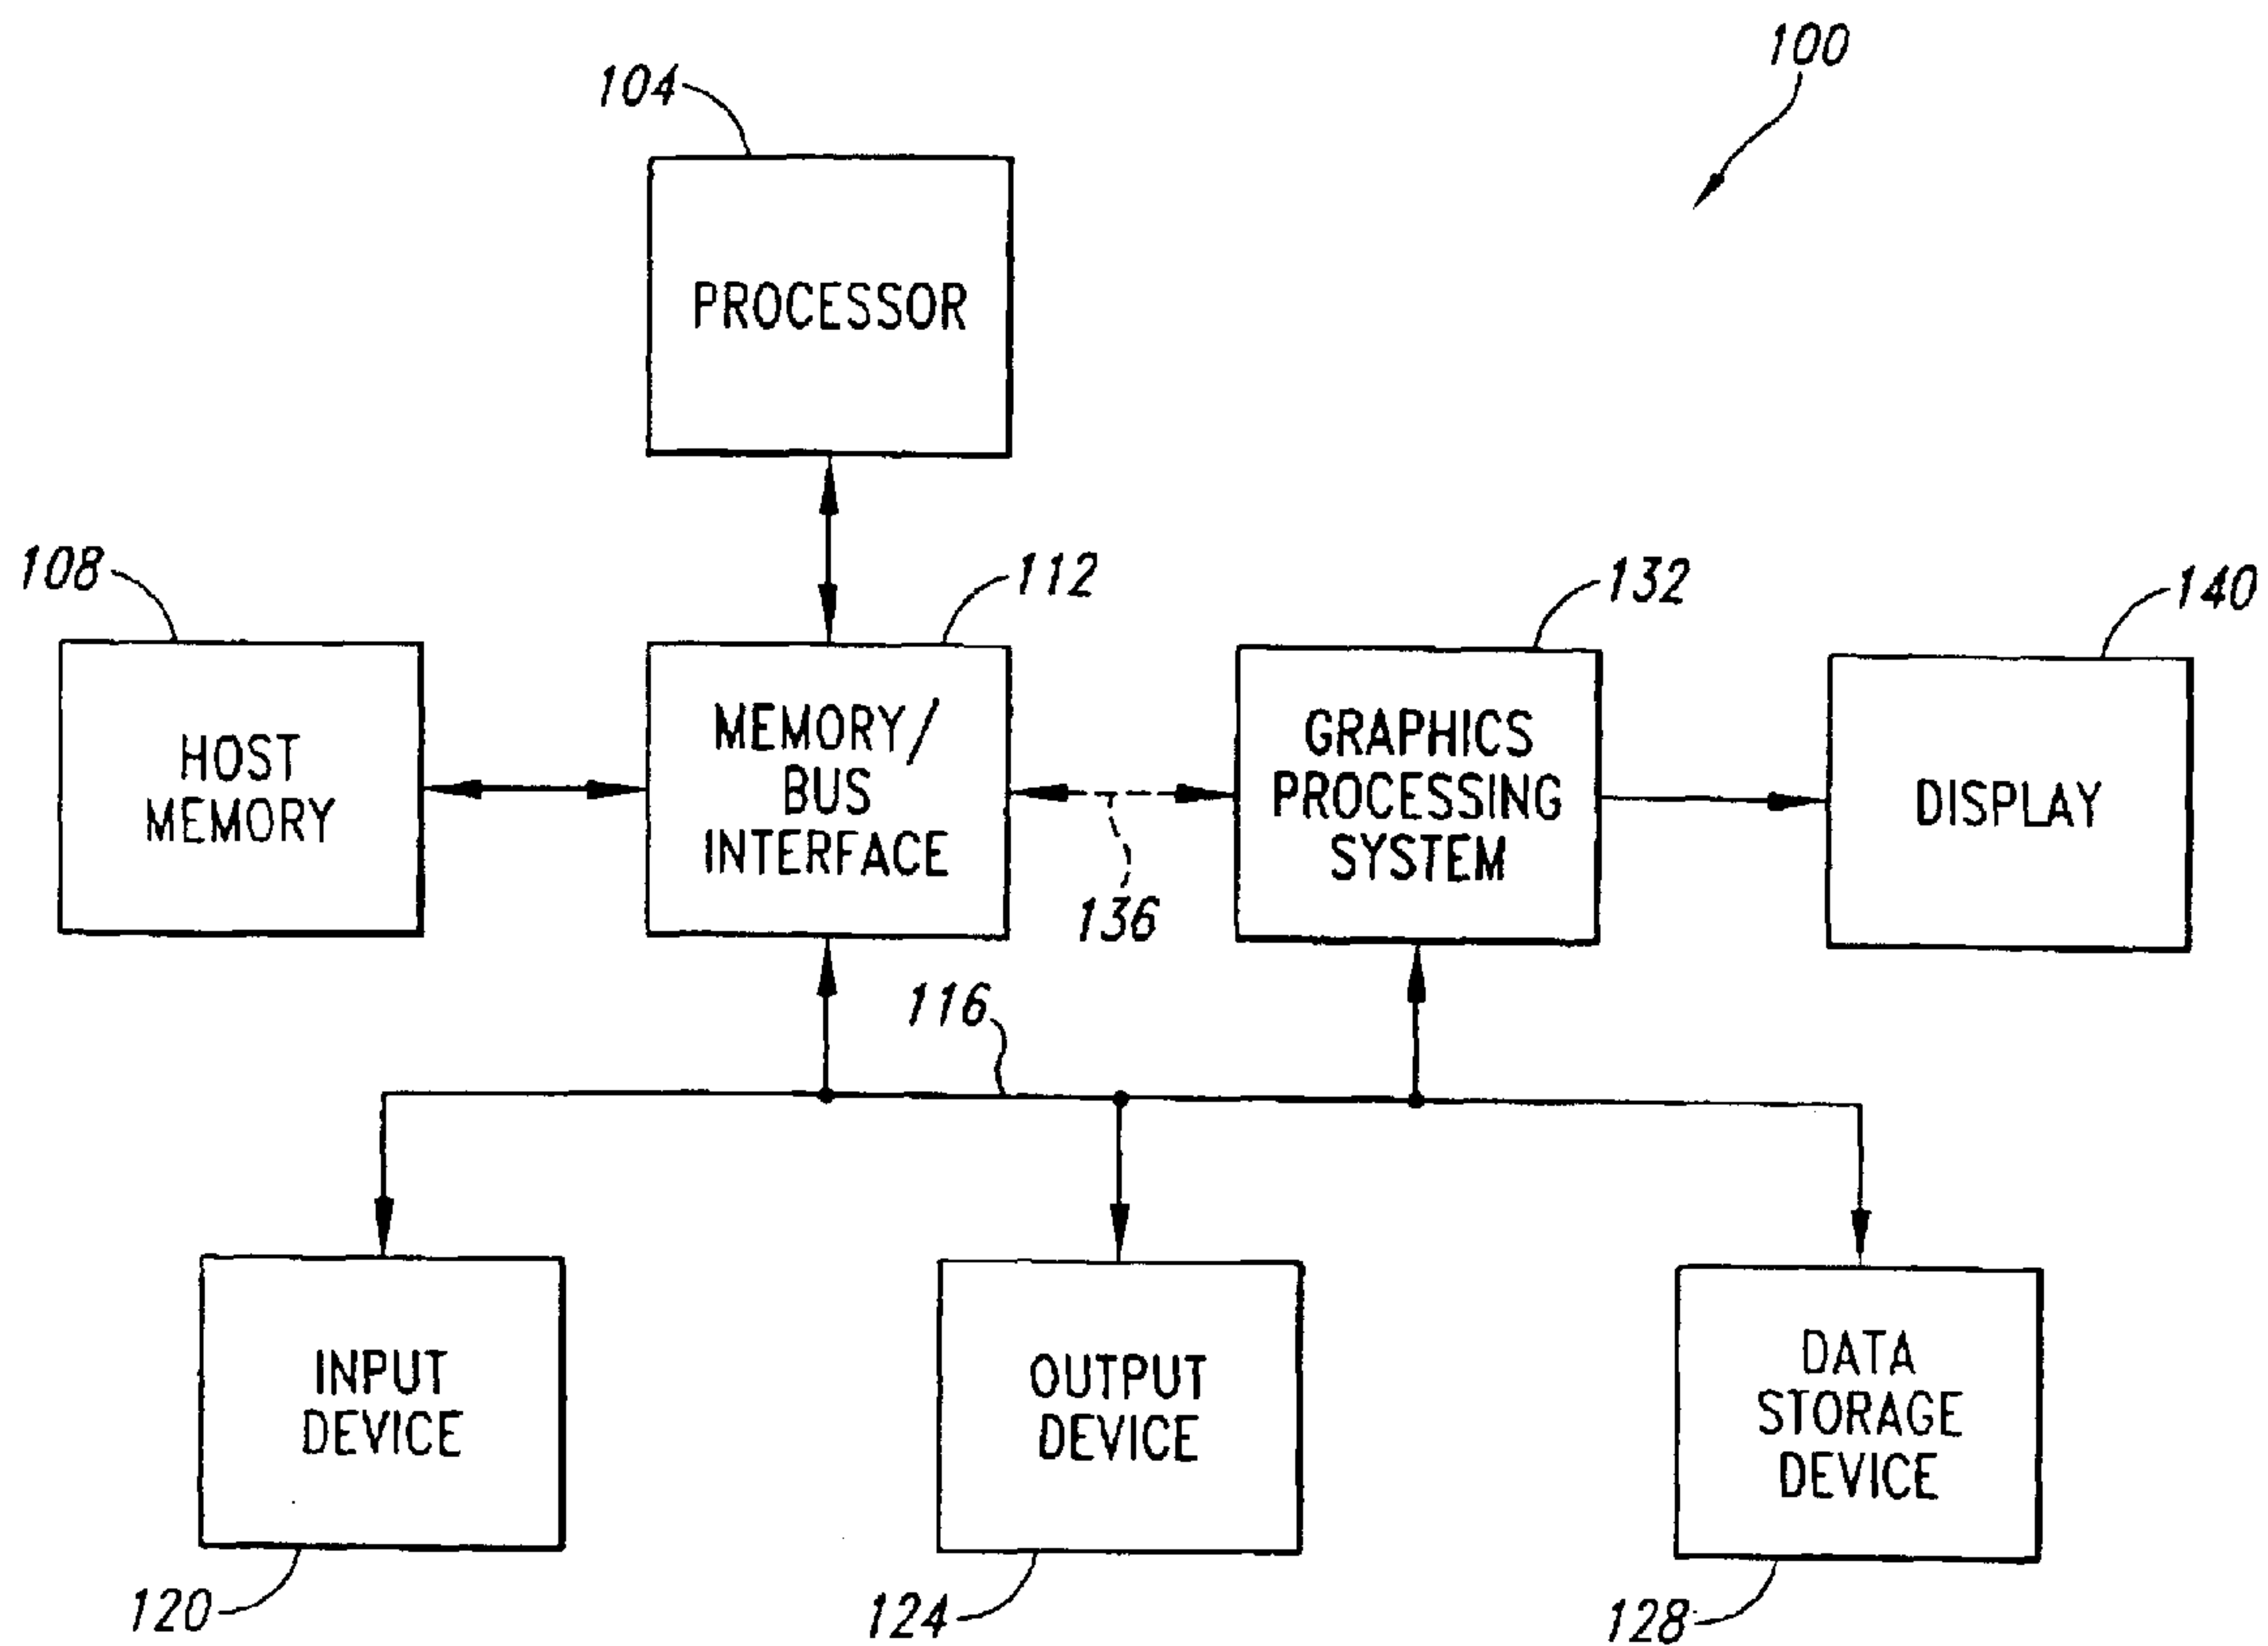 100
104
PROCESSOR
108
112
132
140
HOST
MEMORY
MEMORY/
BUS
INTERFACE
GRAPHICS
PROCESSING
SYSTEM
DISPLAY
136
116
INPUT
DEVICE
OUTPUT
DEVICE
DATA
STORAGE
DEVICE
120
124
128